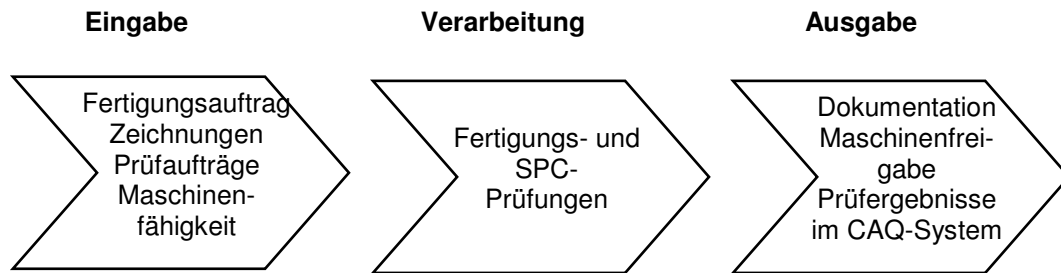 Eingabe
Verarbeitung
Ausgabe
Fertigungsauftrag
Zeichnungen
Prüfaufträge
Maschinen-
fähigkeit
Fertigungs- und
SPC-
Prüfungen
Dokumentation
Maschinenfrei-
gabe
Prüfergebnisse
im CAQ-System